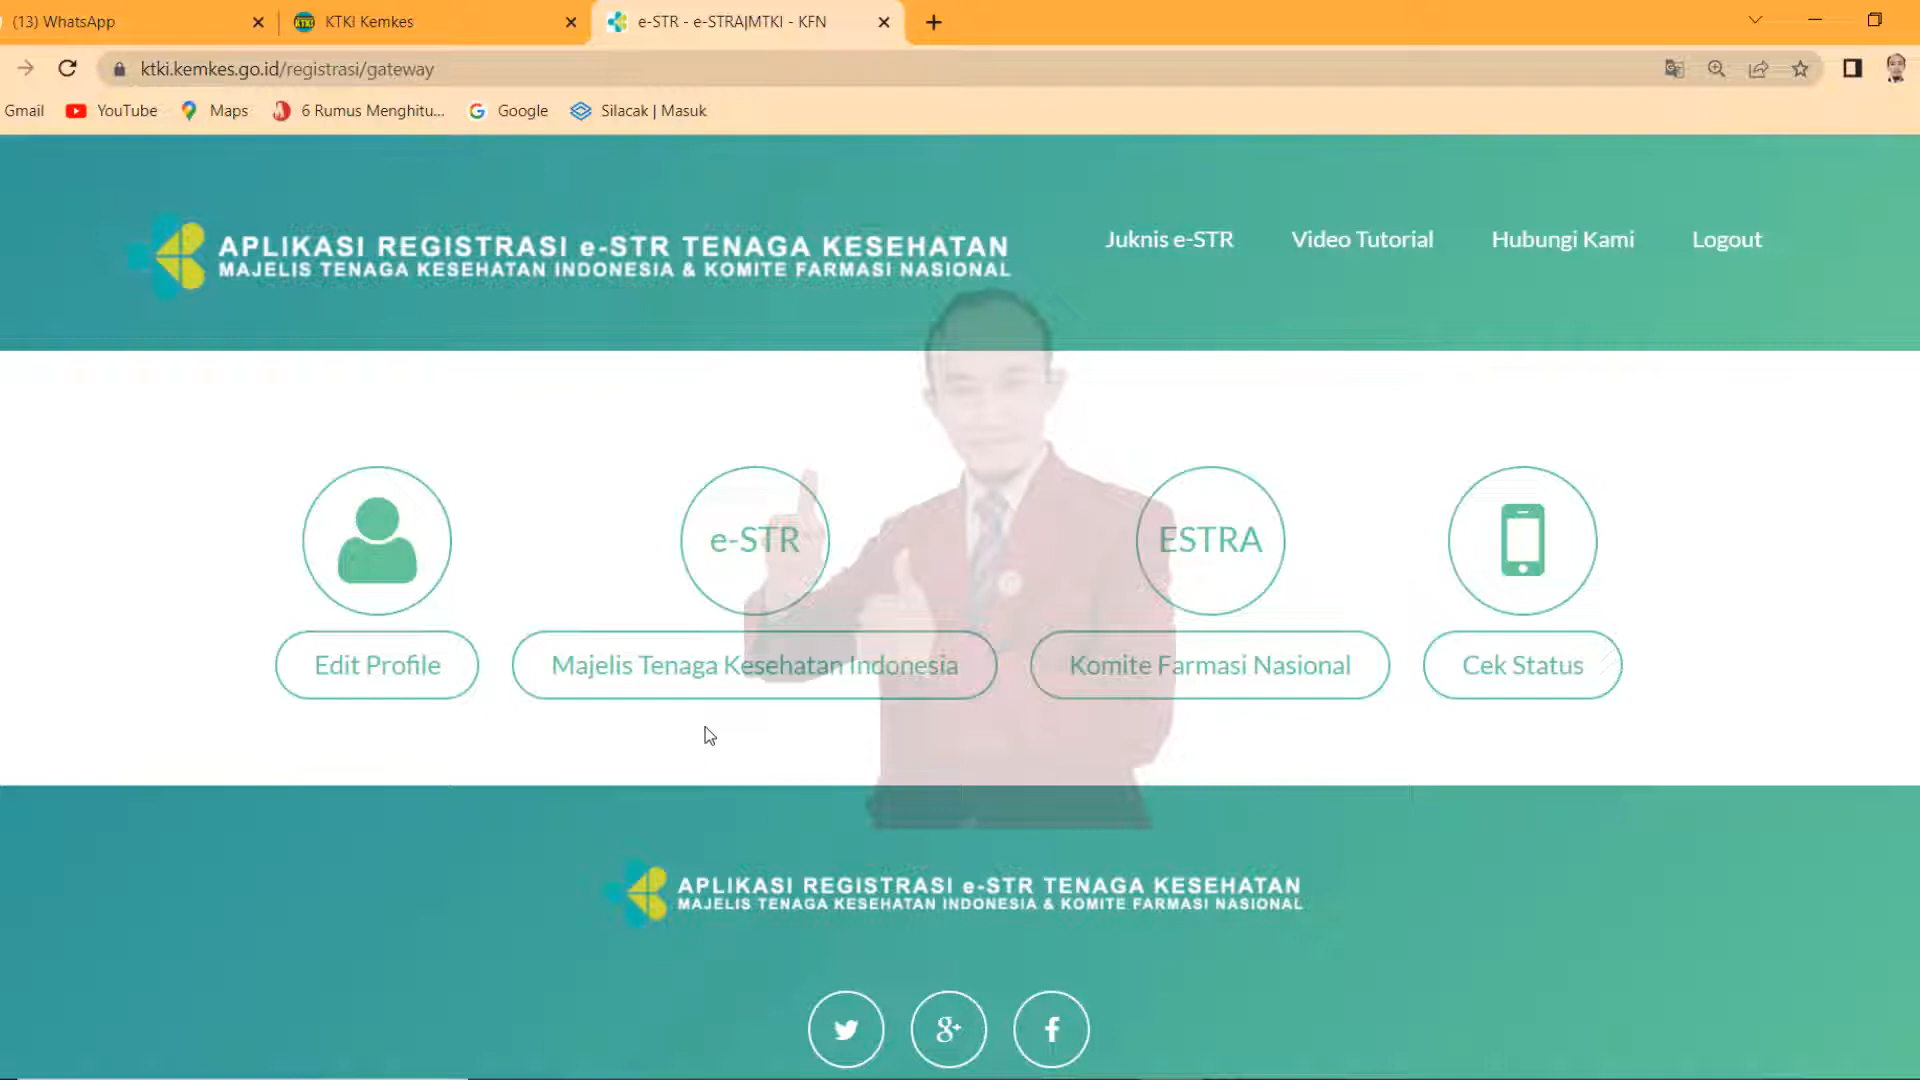 (13) WhatsApp
KTKI Kemkes
e-STR - e-STRA|MTKI - KFN
ktki.kemkes.go.id/registrasi/gateway
Gmail
YouTube
Maps
6 Rumus Menghitu...
Google
Silacak | Masuk
APLIKASI REGISTRASI e-STR TENAGA KESEHATAN
MAJELIS TENAGA KESEHATAN INDONESIA & KOMITE FARMASI NASIONAL
Juknis e-STR
Video Tutorial
Hubungi Kami
Logout
e-STR
ESTRA
Edit Profile
Majelis Tenaga Kesehatan Indonesia
Komite Farmasi Nasional
Cek Status
APLIKASI REGISTRASI e-STR TENAGA KESEHATAN
MAJELIS TENAGA KESEHATAN INDONESIA & KOMITE FARMASI NASIONAL